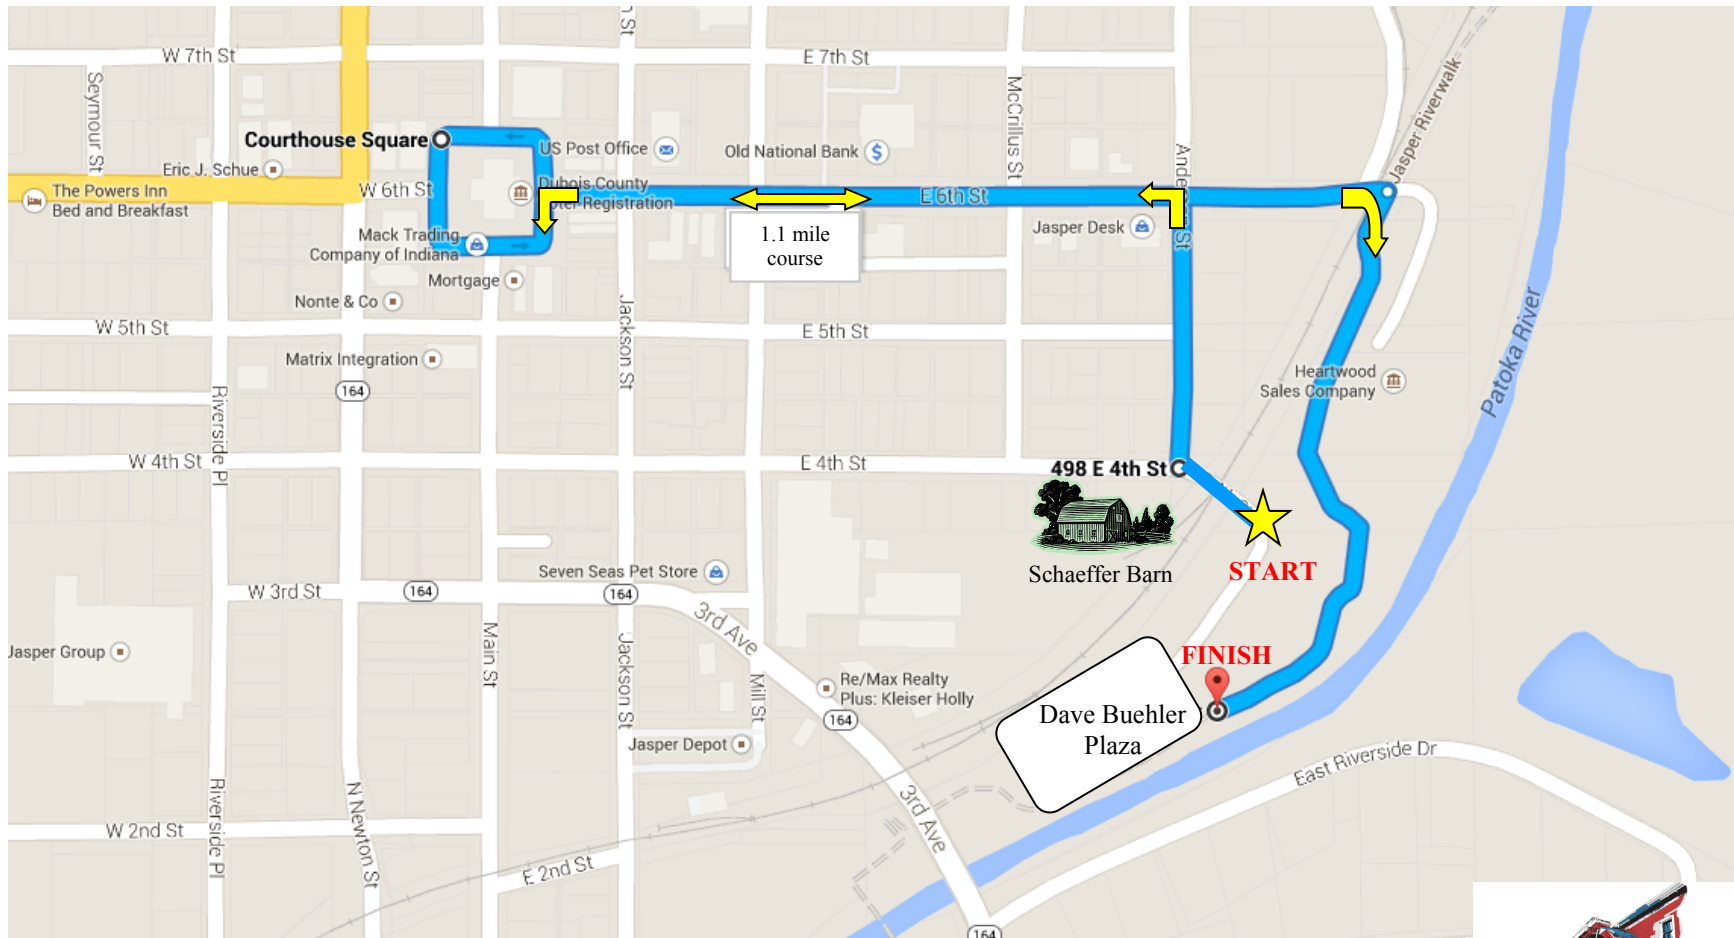 W 7th St
E 7th St
Seymour St
McCrillus St
Jasper Riverwalk
Courthouse Square
US Post Office
Old National Bank
$
Eric J. Schue
W 6th St
The Powers Inn
Bed and Breakfast
Dubois County
Voter Registration
E 6th St
Anderson St
Jasper Desk
1.1 mile
course
Mack Trading
Company of Indiana
Mortgage
Nonte & Co
W 5th St
E 5th St
Jackson St
Matrix Integration
164
Riverside Pl
Heartwood
Sales Company
Patoka River
W 4th St
E 4th St
498 E 4th St
Schaeffer Barn
START
Seven Seas Pet Store
W 3rd St
164
164
3rd Ave
Main St
Jackson St
Mill St
Jasper Group
FINISH
Re/Max Realty
Plus: Kleiser Holly
164
Dave Buehler
Plaza
Jasper Depot
East Riverside Dr
Riverside Pl
N Newton St
3rd Ave
W 2nd St
E 2nd St
164